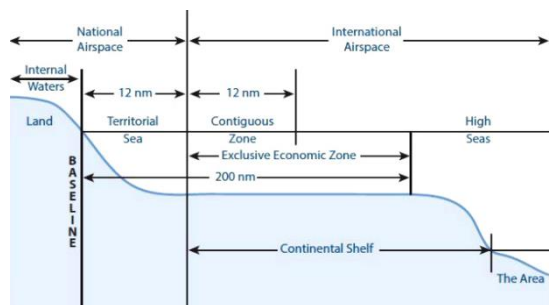 National
Airspace
International
Airspace
Internal
Waters
12 nm
12 nm
Land
Territorial
Sea
Contiguous
Zone
High
Seas
Exclusive Economic Zone
200 nm
BASELINE
Continental Shelf
The Area